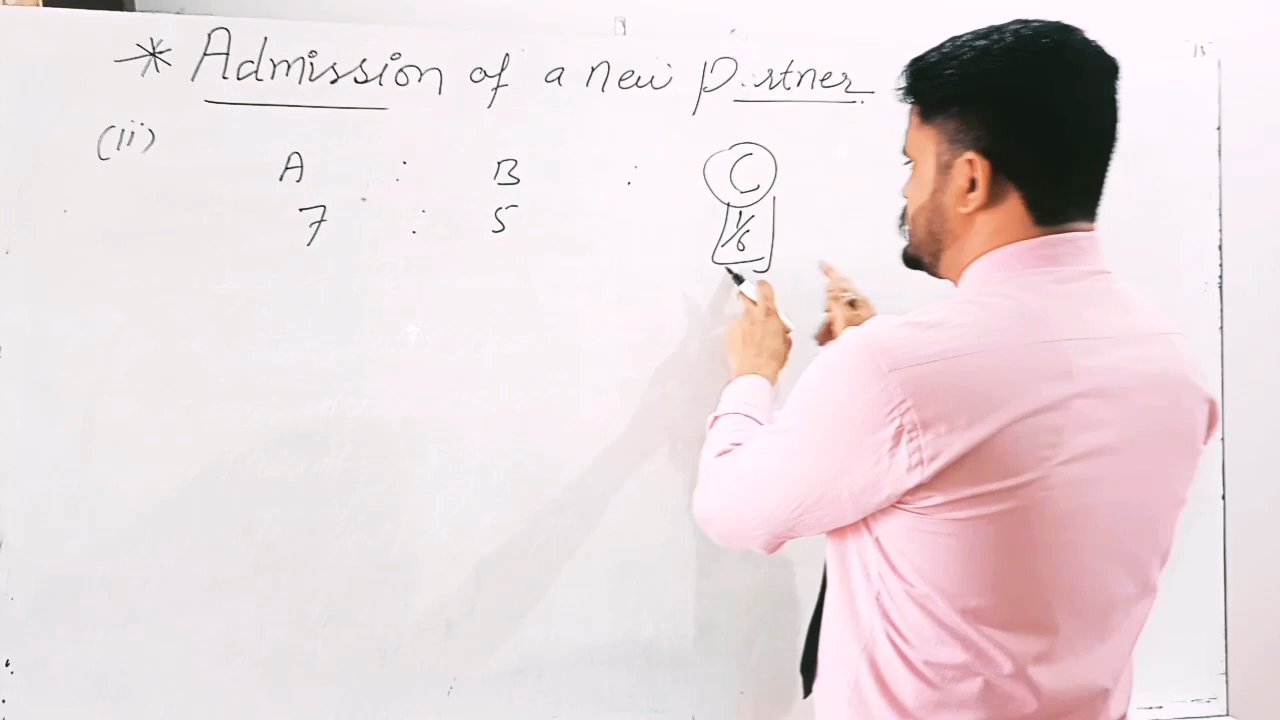 * Admission of a new Partner
(ii)
A : B : C
7 : 5 1/6